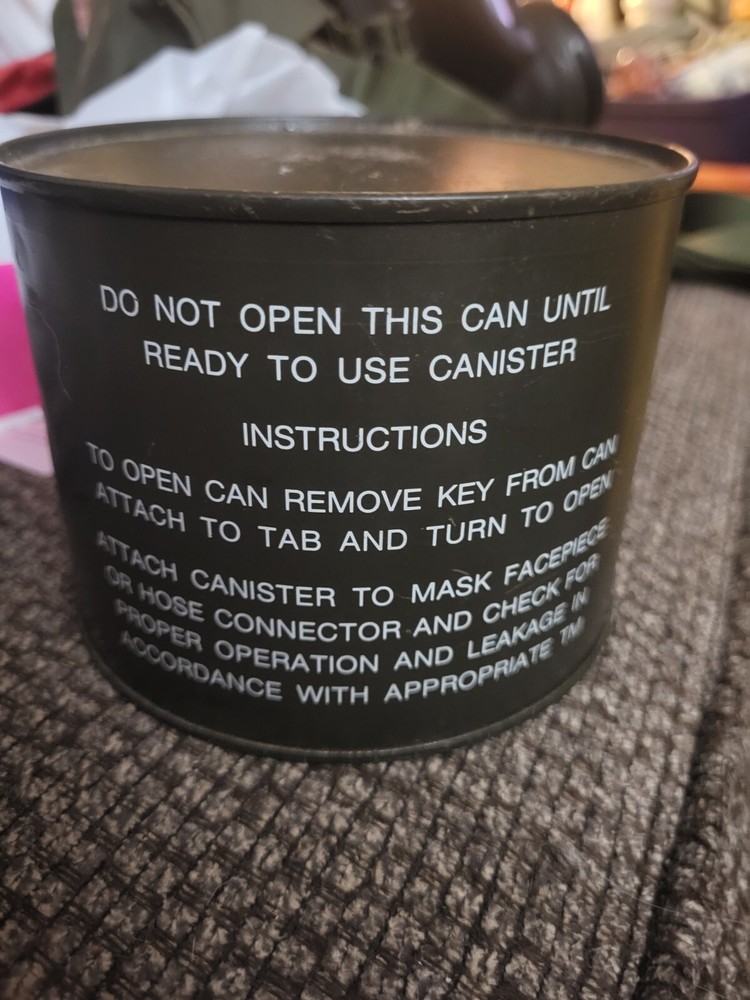 DO NOT OPEN THIS CAN UNTIL
READY TO USE CANISTER
INSTRUCTIONS
TO OPEN CAN REMOVE KEY FROM CAN
ATTACH TO TAB AND TURN TO OPEN
ATTACH CANISTER TO MASK FACEPIECE
OR HOSE CONNECTOR AND CHECK FOR
PROPER OPERATION AND LEAKAGE IN
ACCORDANCE WITH APPROPRIATE TM